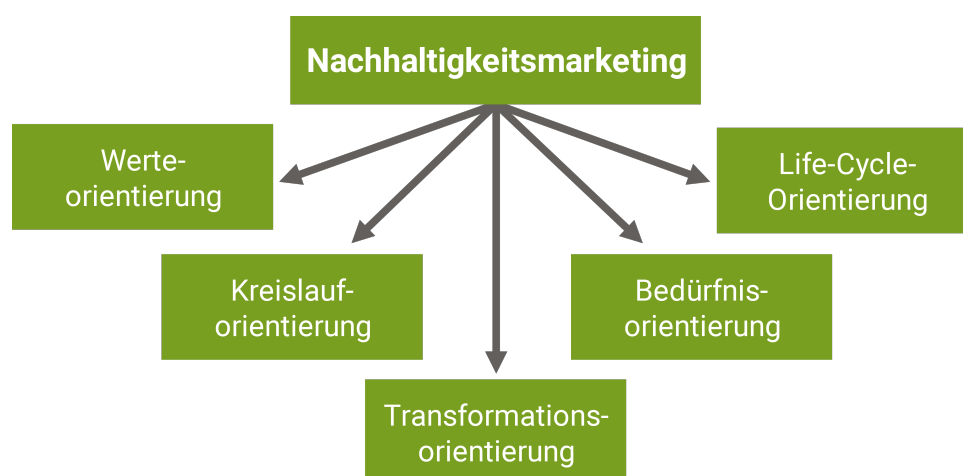 Nachhaltigkeitsmarketing
Werte-
orientierung
Life-Cycle-
Orientierung
Kreislauf-
orientierung
Bedürfnis-
orientierung
Transformations-
orientierung